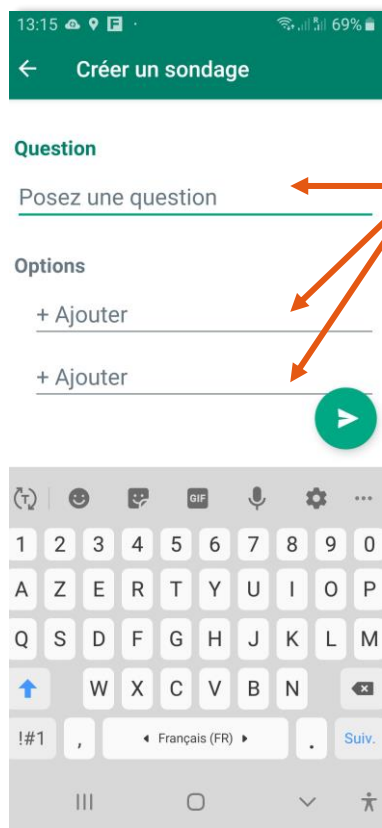 13:15 69%
Créer un sondage
Question
Posez une question
Options
+ Ajouter
+ Ajouter
GIF
1 2 3 4 5 6 7 8 9 0
A Z E R T Y U I O P
Q S D F G H J K L M
W X C V B N
!#1 , Français (FR) . Suiv.